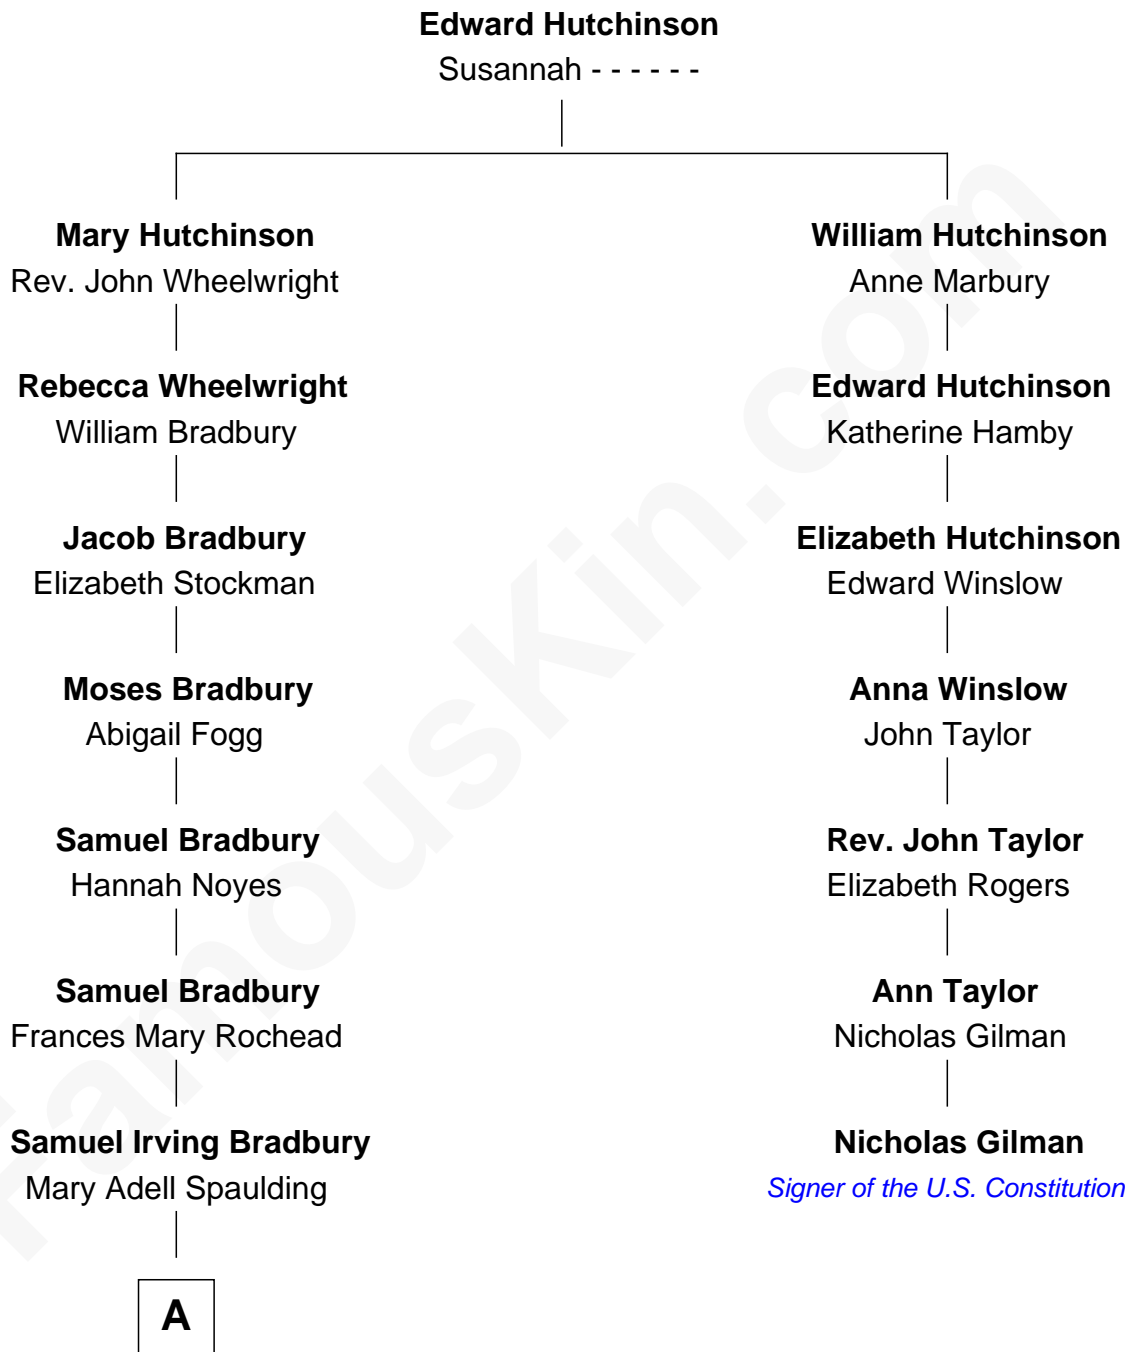 Edward Hutchinson
Susannah - - - - - -
Mary Hutchinson
Rev. John Wheelwright
William Hutchinson
Anne Marbury
Rebecca Wheelwright
William Bradbury
Edward Hutchinson
Katherine Hamby
Jacob Bradbury
Elizabeth Stockman
Elizabeth Hutchinson
Edward Winslow
Moses Bradbury
Abigail Fogg
Anna Winslow
John Taylor
Samuel Bradbury
Hannah Noyes
Rev. John Taylor
Elizabeth Rogers
Samuel Bradbury
Frances Mary Rochead
Ann Taylor
Nicholas Gilman
Samuel Irving Bradbury
Mary Adell Spaulding
Nicholas Gilman
Signer of the U.S. Constitution
A
FamousKin.com